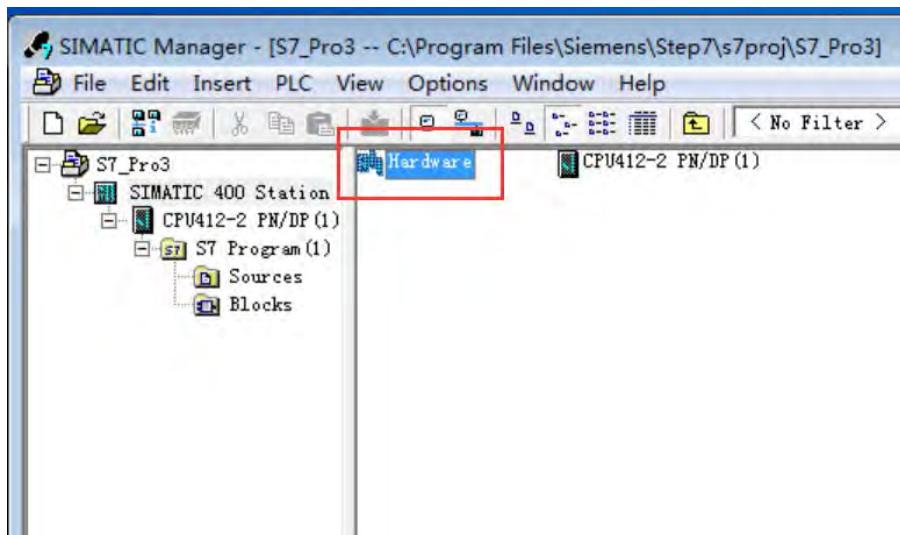 SIMATIC Manager - [S7_Pro3 -- C:\Program Files\Siemens\Step7\s7proj\S7_Pro3]
File Edit Insert PLC View Options Window Help
< No Filter >
S7_Pro3
SIMATIC 400 Station
CPU412-2 PN/DP(1)
S7 Program(1)
Sources
Blocks
Hardware
CPU412-2 PN/DP(1)